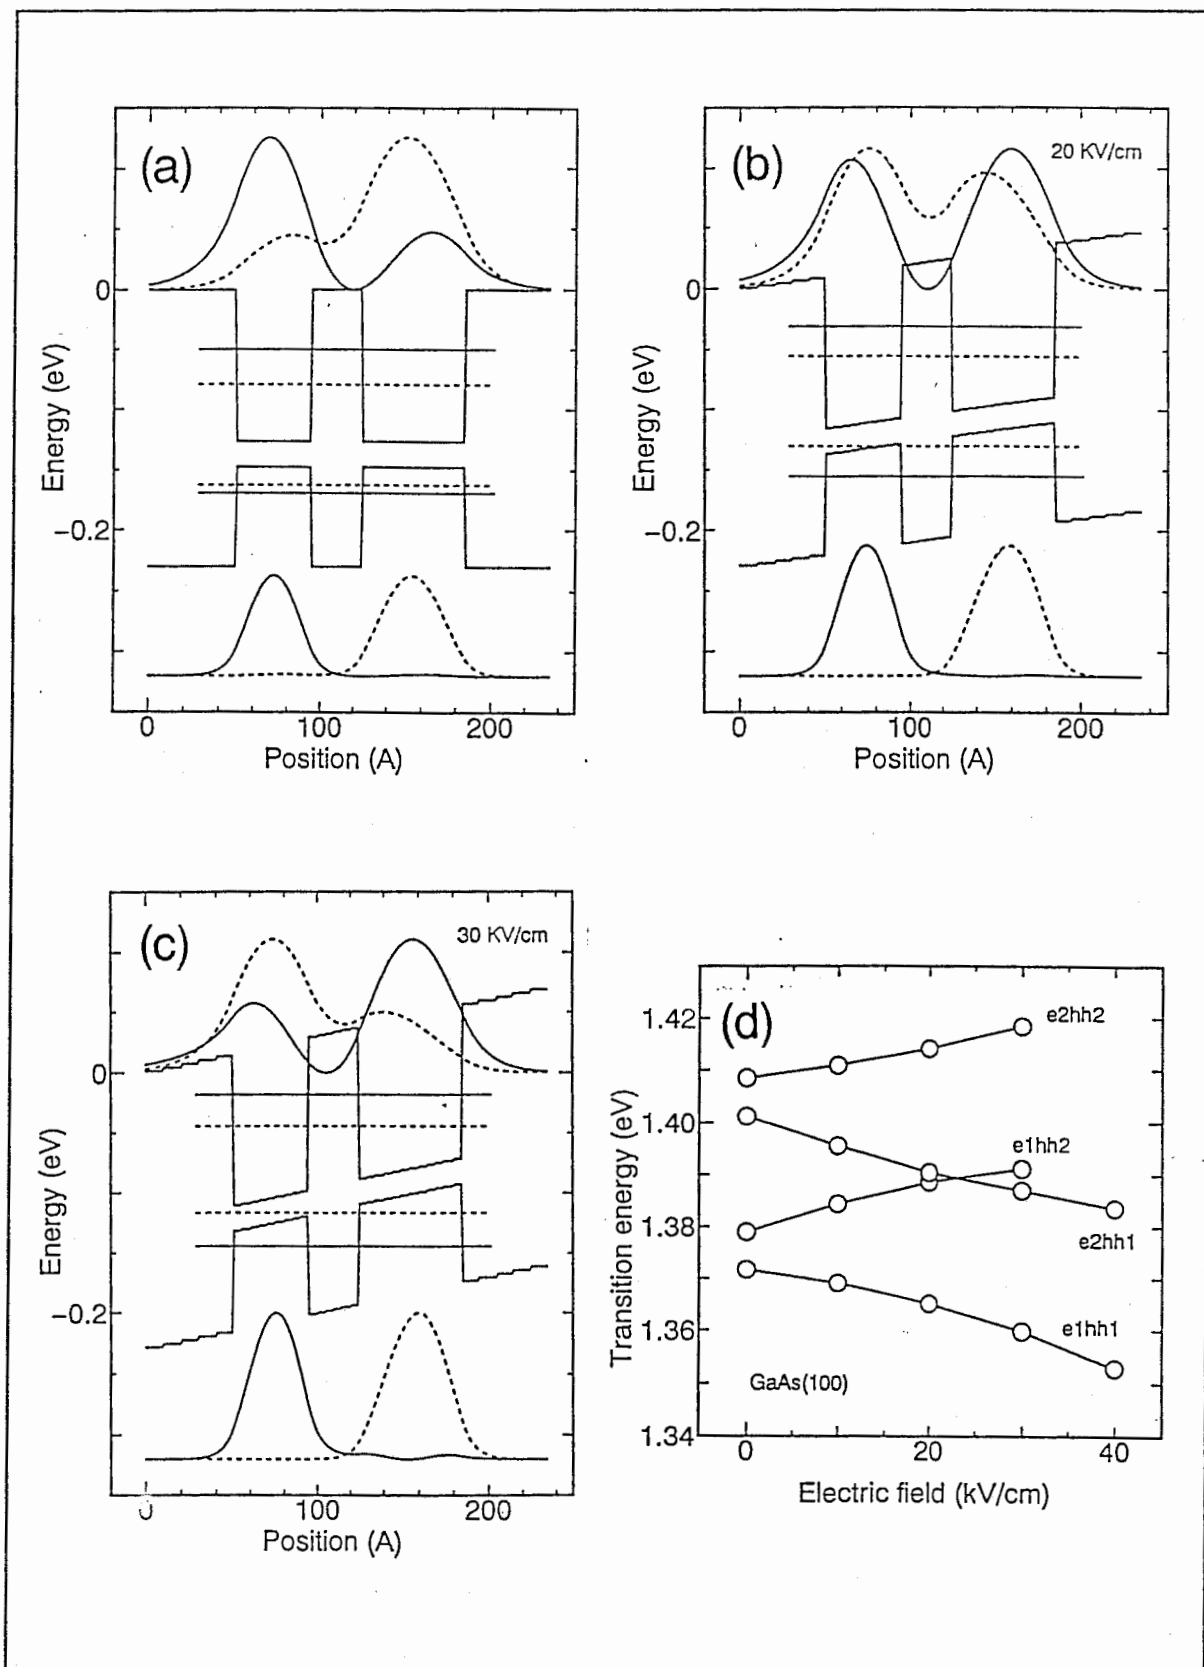 (a)
0
-0.2
Energy (eV)
0
100
200
Position (A)
(b)
20 KV/cm
0
-0.2
Energy (eV)
0
100
200
Position (A)
(c)
30 KV/cm
0
-0.2
Energy (eV)
0
100
200
Position (A)
(d)
1.42
1.40
1.38
1.36
1.34
Transition energy (eV)
e2hh2
e1hh2
e2hh1
e1hh1
GaAs(100)
0
20
40
Electric field (kV/cm)